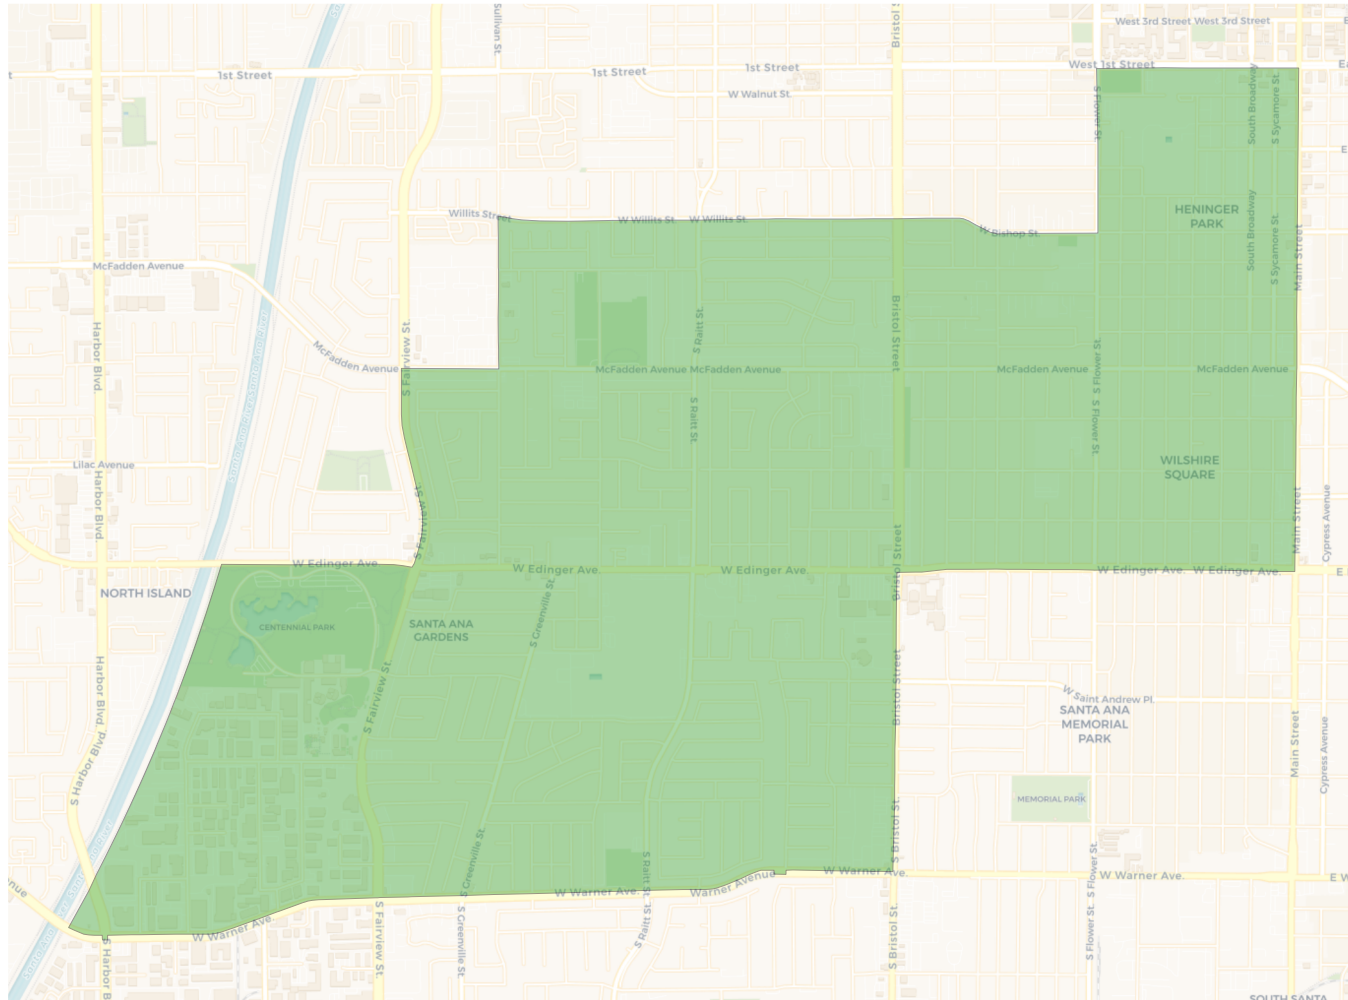 Sullivan St.
Bristol S
West 3rd Street West 3rd Street
E
t
1st Street
1st Street
1st Street
West 1st Street
Ea
W Walnut St.
S Flower St.
South Broadway
S Sycamore St.
E
Willits Street
W Willits St.
W Willits St.
W Bishop St.
HENINGER
PARK
South Broadway
S Sycamore St.
Main Street
McFadden Avenue
Harbor Blvd.
McFadden Avenue
S Fairview St.
S Raitt St.
Bristol Street
McFadden Avenue McFadden Avenue
McFadden Avenue
S Flower St.
McFadden Avenue
S Raitt St.
S Flower St.
Lilac Avenue
Harbor Blvd.
S Fairview St.
WILSHIRE
SQUARE
Main Street
Cypress Avenue
W Edinger Ave.
W Edinger Ave.
W Edinger Ave.
Bristol Street
W Edinger Ave.
W Edinger Ave.
E
NORTH ISLAND
CENTENNIAL PARK
SANTA ANA
GARDENS
S Greenville St.
Harbor Blvd.
S Fairview St.
Bristol Street
W Saint Andrew Pl.
SANTA ANA
MEMORIAL
PARK
Main Street
Cypress Avenue
S Harbor Blvd.
MEMORIAL PARK
S Bristol St.
S Greenville St.
S Raitt St.
S Flower St.
nue
W Warner Ave.
Warner Avenue
W Warner Ave.
W Warner Ave.
E W
W Warner Ave.
S Harbor B
S Fairview St.
S Greenville St.
S Raitt St.
S Bristol St.
S Flower St.
SOUTH SANTA